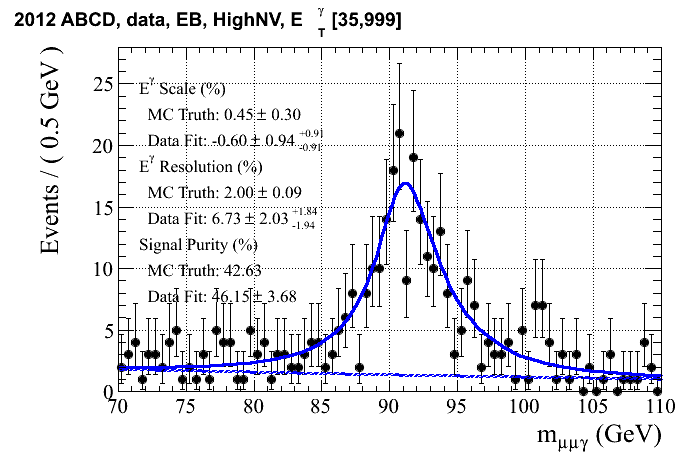 2012 ABCD, data, EB, HighNV, E γ T [35,999]
Events / ( 0.5 GeV )
25
20
15
10
5
0
E^γ Scale (%)
MC Truth: 0.45 ± 0.30
Data Fit: -0.60 ± 0.94 +0.91 -0.91
E^γ Resolution (%)
MC Truth: 2.00 ± 0.09
Data Fit: 6.73 ± 2.03 +1.84 -1.94
Signal Purity (%)
MC Truth: 42.63
Data Fit: 46.15 ± 3.68
70 75 80 85 90 95 100 105 110
m_μμγ (GeV)